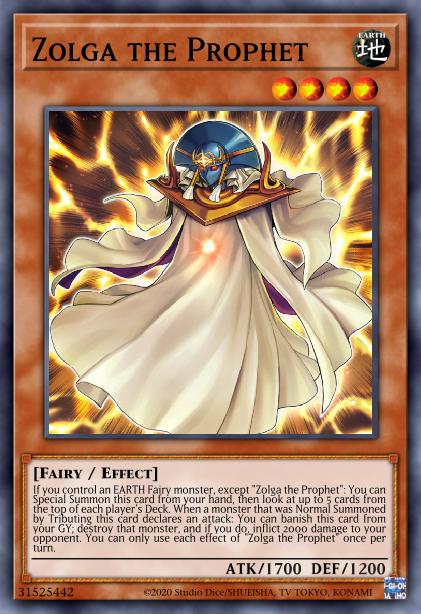 Zolga the Prophet
EARTH
地
[Fairy / Effect]
If you control an EARTH Fairy monster, except "Zolga the Prophet": You can
Special Summon this card from your hand, then look at up to 5 cards from
the top of each player's Deck. When a monster that was Normal Summoned
by Tributing this card declares an attack: You can banish this card from
your GY; destroy that monster, and if you do, inflict 2000 damage to your
opponent. You can only use each effect of "Zolga the Prophet" once per
turn.
ATK/1700 DEF/1200
31525442
©2020 Studio Dice/SHUEISHA, TV TOKYO, KONAMI